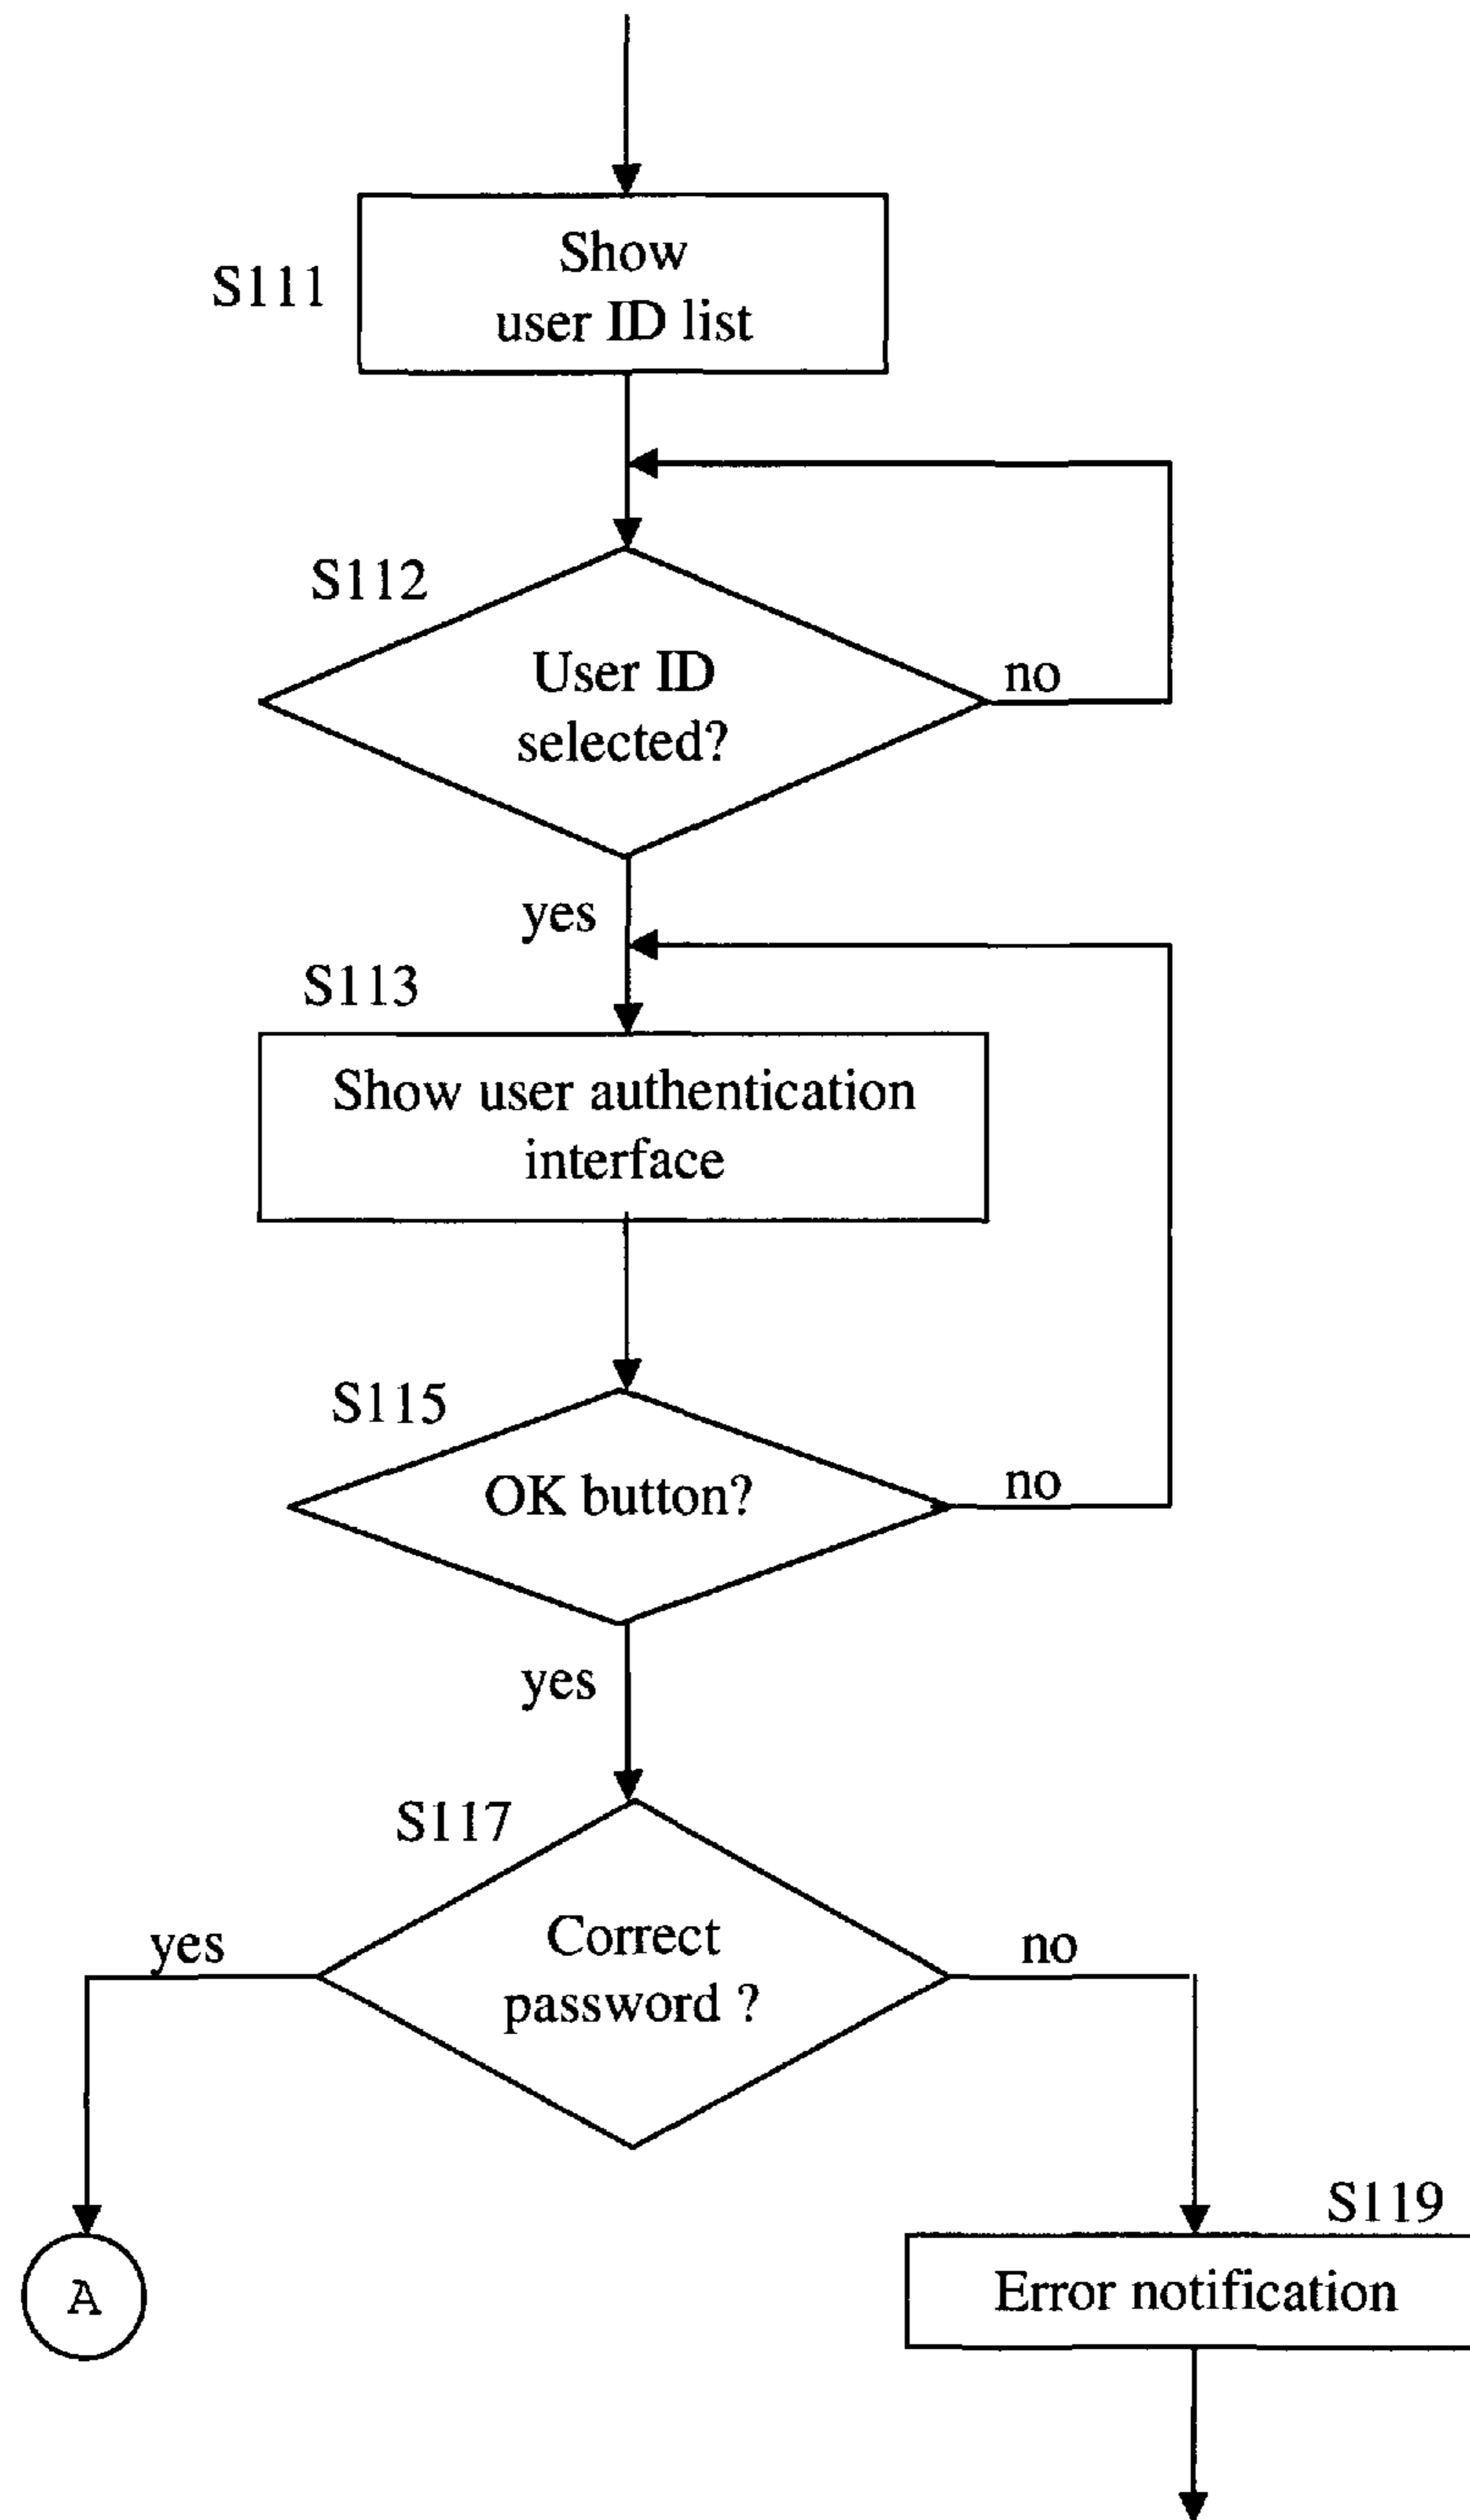 S111
Show
user ID list
S112
User ID
selected?
no
yes
S113
Show user authentication
interface
S115
OK button?
no
yes
S117
Correct
password ?
yes
no
S119
A
Error notification